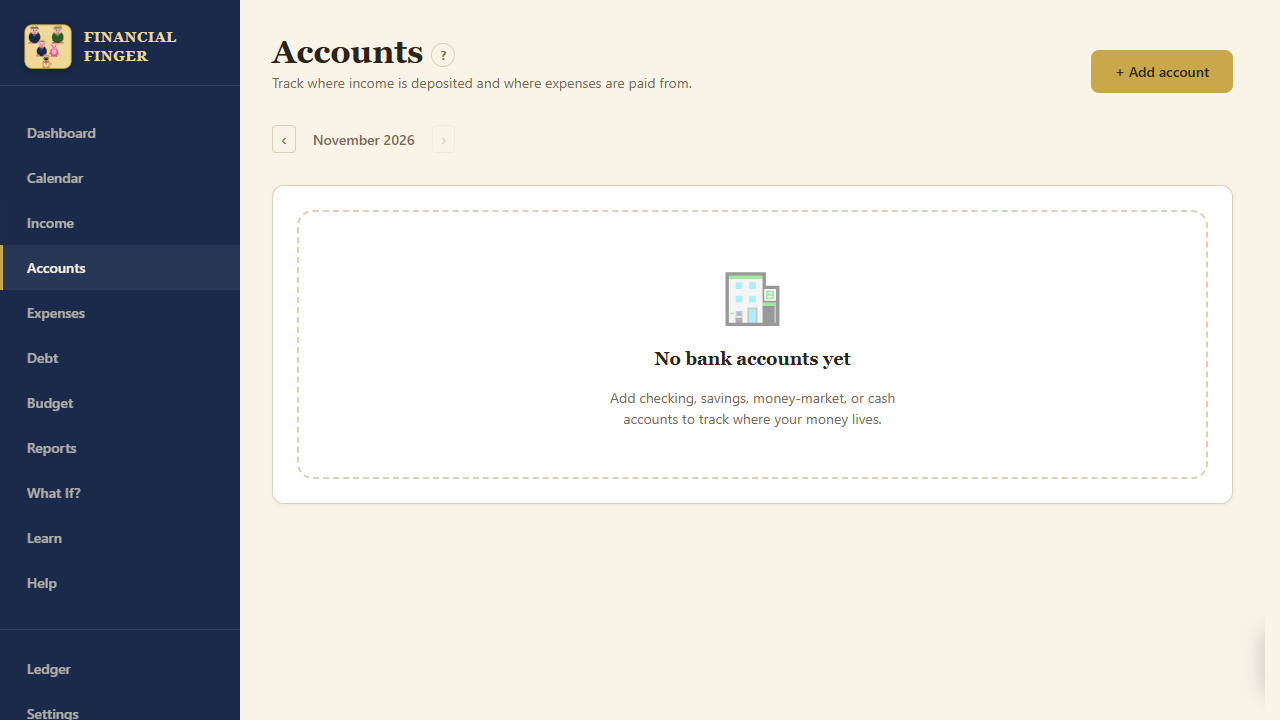 FINANCIAL
FINGER
Dashboard
Calendar
Income
Accounts
Expenses
Debt
Budget
Reports
What If?
Learn
Help
Ledger
Settings
Accounts ?
Track where income is deposited and where expenses are paid from.
+ Add account
‹ November 2026 ›
No bank accounts yet
Add checking, savings, money-market, or cash
accounts to track where your money lives.